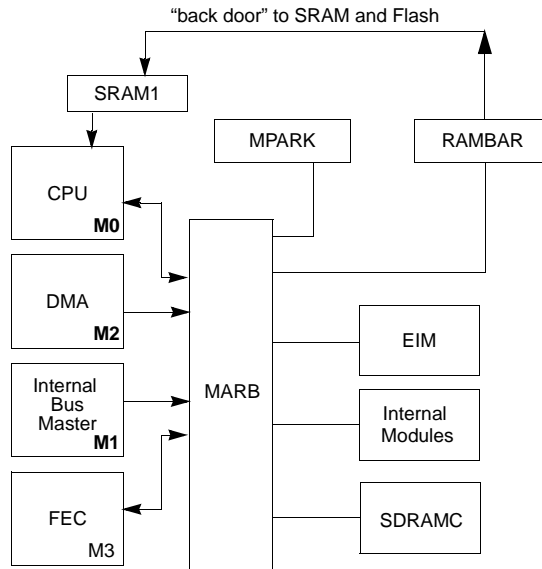 “back door” to SRAM and Flash
SRAM1
MPARK
RAMBAR
CPU
M0
DMA
M2
EIM
MARB
Internal
Bus
Master
M1
Internal
Modules
FEC
M3
SDRAMC